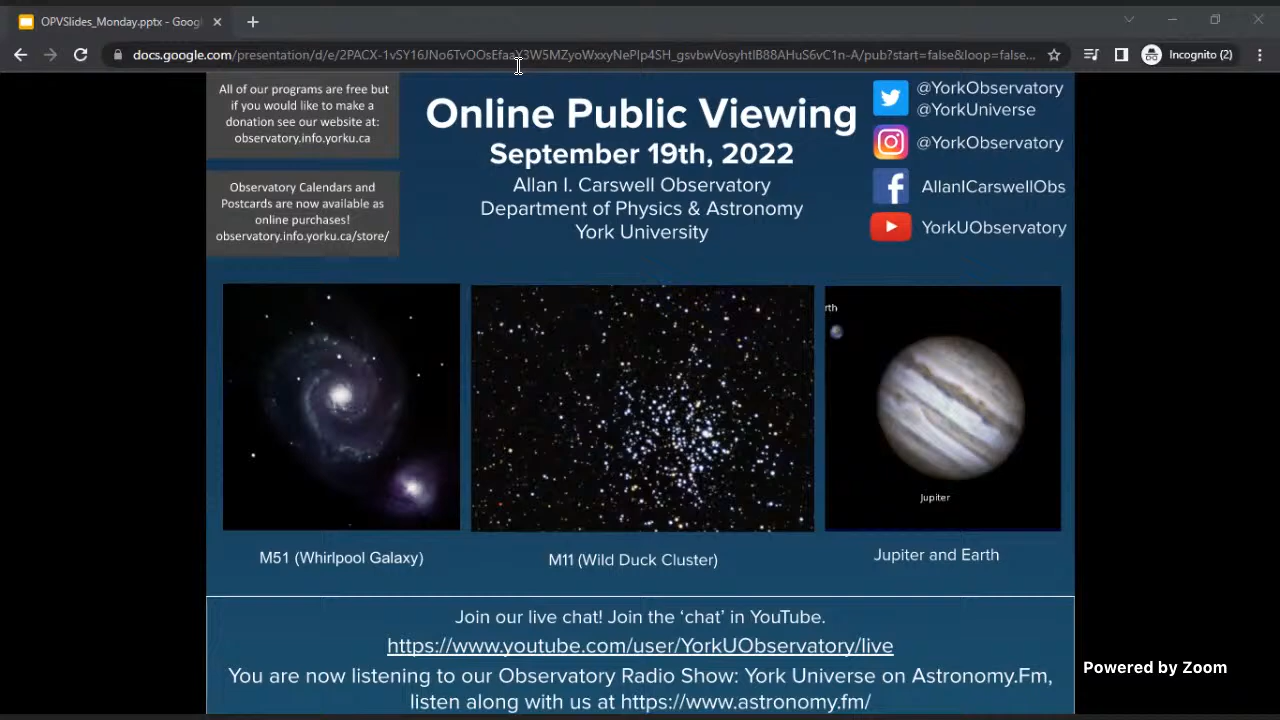 OPVSlides_Monday.pptx - Googl
docs.google.com/presentation/d/e/2PACX-1vSY16JNo6TvOOsEfaaY3W5MZyoWxxyNePlp4SH_gsvbwVosyhtlB88AHuS6vC1n-A/pub?start=false&loop=false...
Incognito (2)
All of our programs are free but
if you would like to make a
donation see our website at:
observatory.info.yorku.ca
Observatory Calendars and
Postcards are now available as
online purchases!
observatory.info.yorku.ca/store/
Online Public Viewing
September 19th, 2022
Allan I. Carswell Observatory
Department of Physics & Astronomy
York University
@YorkObservatory
@YorkUniverse
@YorkObservatory
AllanICarswellObs
YorkUObservatory
rth
Jupiter
M51 (Whirlpool Galaxy)
M11 (Wild Duck Cluster)
Jupiter and Earth
Join our live chat! Join the ‘chat’ in YouTube.
https://www.youtube.com/user/YorkUObservatory/live
You are now listening to our Observatory Radio Show: York Universe on Astronomy.Fm,
listen along with us at https://www.astronomy.fm/
Powered by Zoom